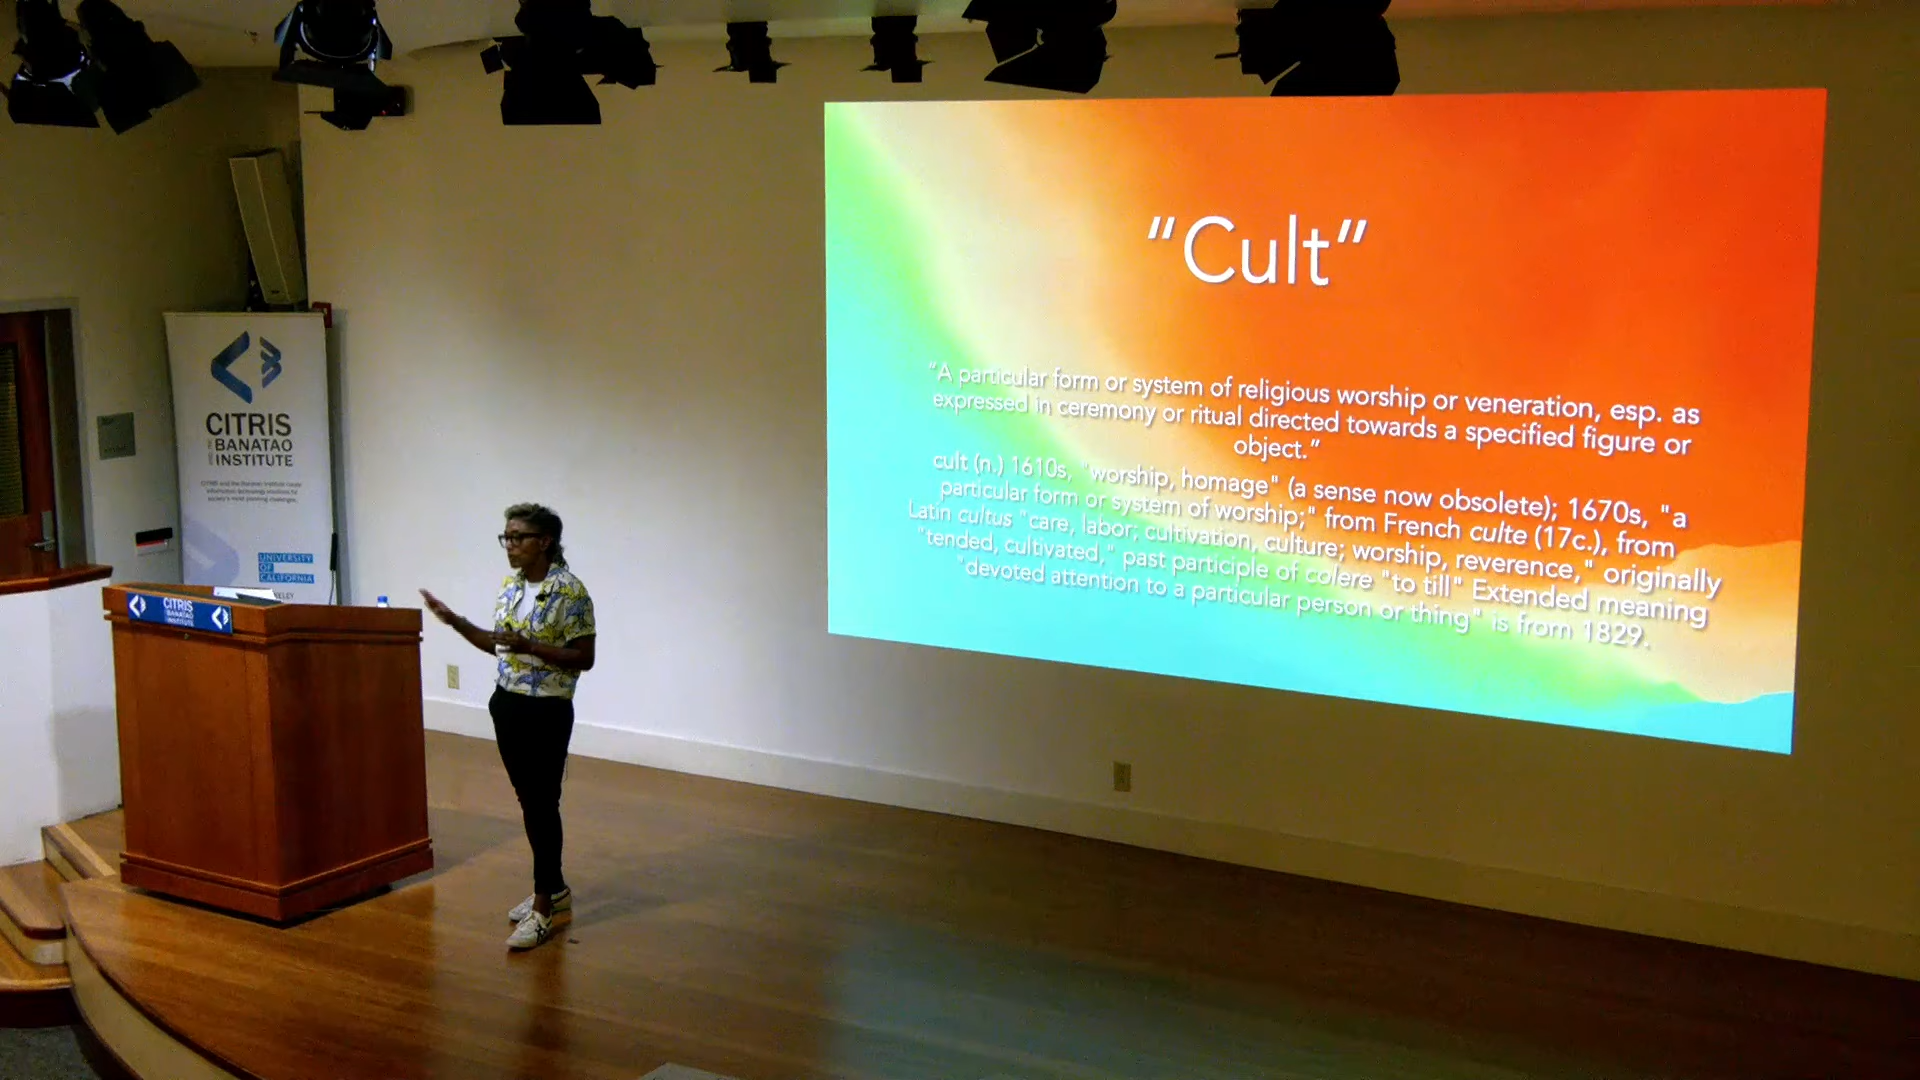 “Cult”
“A particular form or system of religious worship or veneration, esp. as
expressed in ceremony or ritual directed towards a specified figure or
object.”
cult (n.) 1610s, "worship, homage" (a sense now obsolete); 1670s, "a
particular form or system of worship;" from French culte (17c.), from
Latin cultus "care, labor; cultivation, culture; worship, reverence," originally
"tended, cultivated," past participle of colere "to till" Extended meaning
"devoted attention to a particular person or thing" is from 1829.
CITRIS
BANATAO
INSTITUTE
UNIVERSITY
OF
CALIFORNIA
CITRIS
BANATAO
INSTITUTE